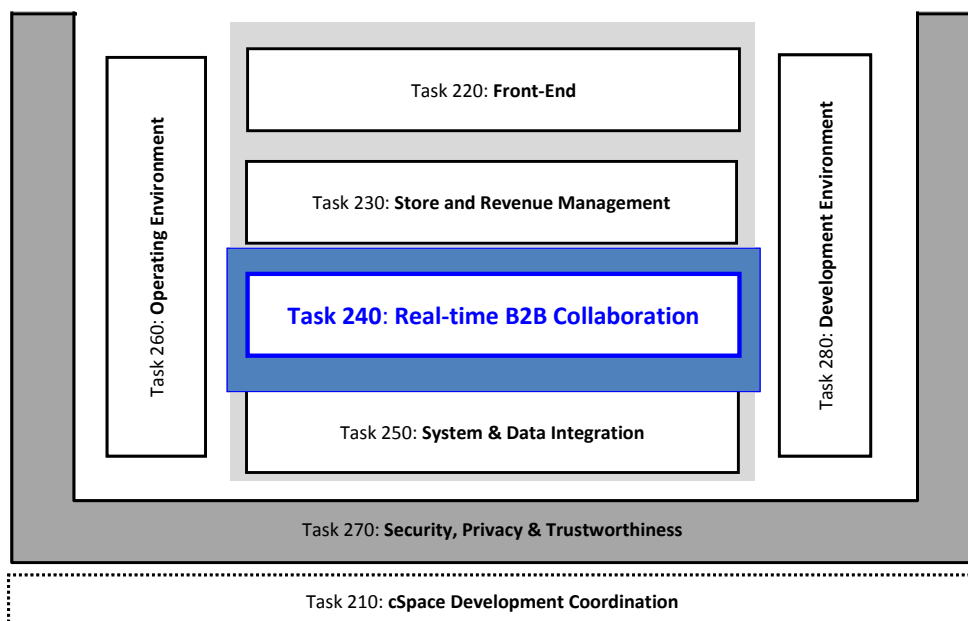 Task 220: Front-End
Task 230: Store and Revenue Management
Task 240: Real-time B2B Collaboration
Task 250: System & Data Integration
Task 260: Operating Environment
Task 280: Development Environment
Task 270: Security, Privacy & Trustworthiness
Task 210: cSpace Development Coordination